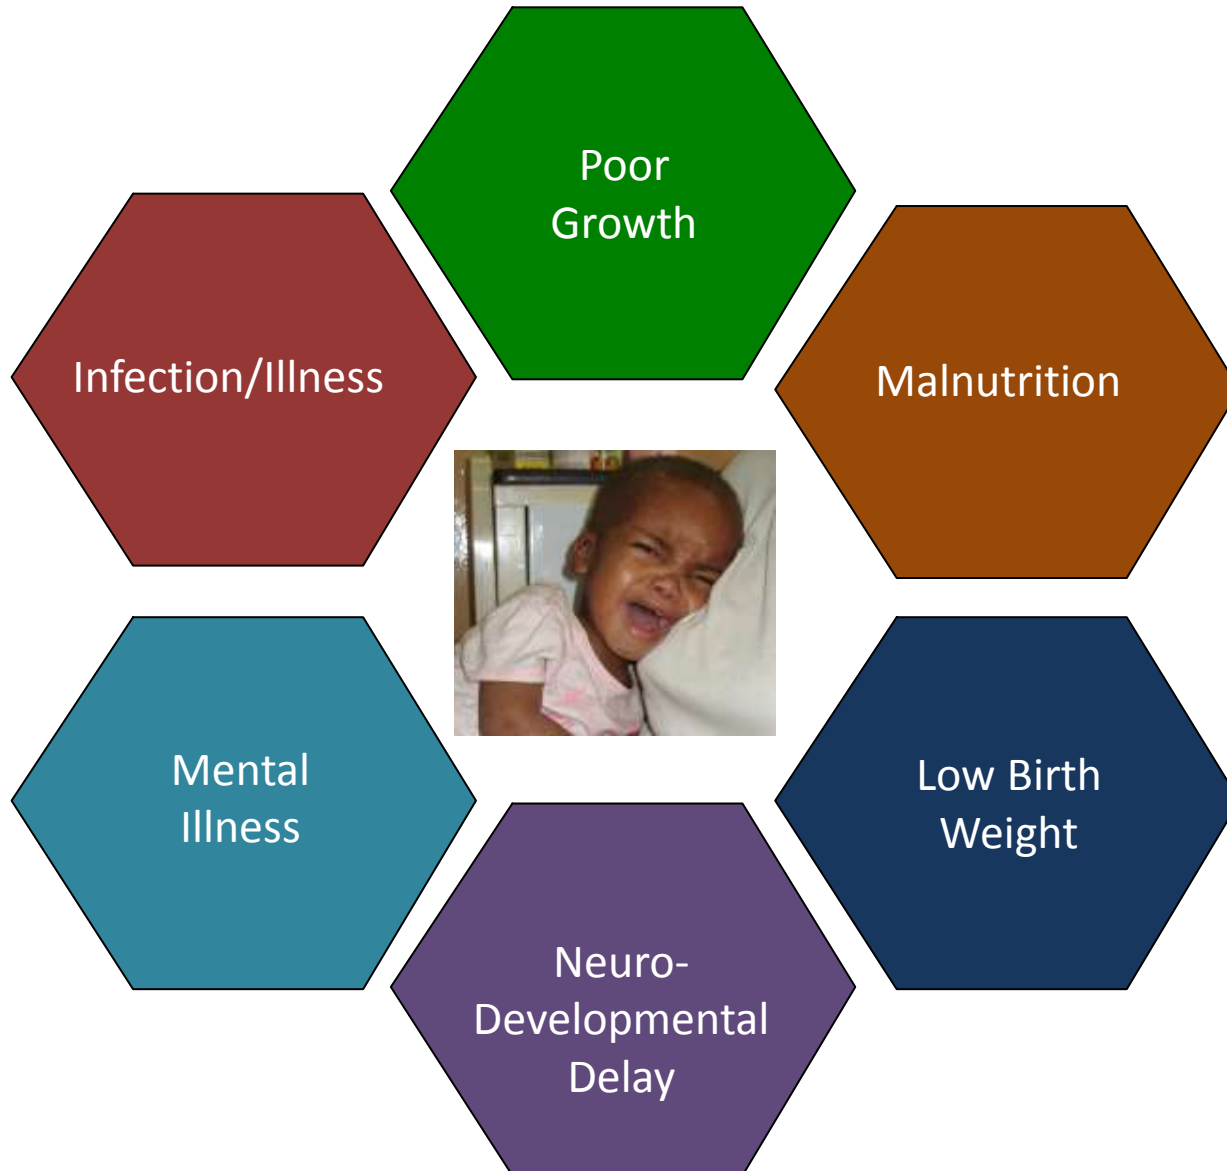 Poor
Growth
Infection/Illness
Malnutrition
Mental
Illness
Low Birth
Weight
Neuro-
Developmental
Delay